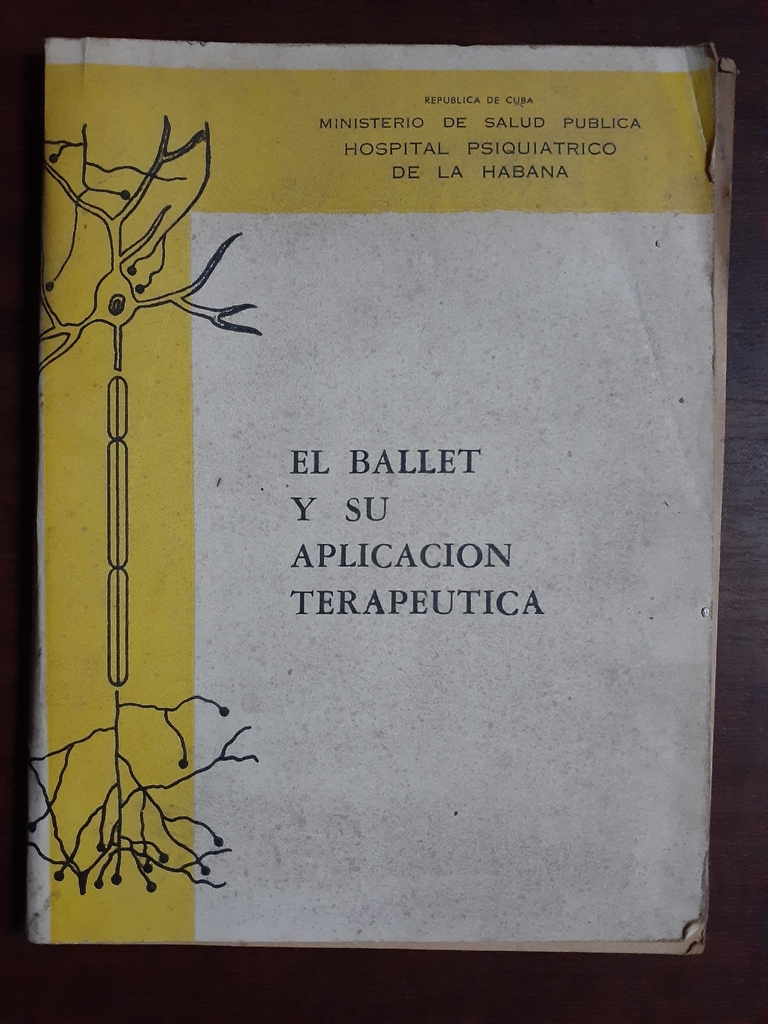 REPUBLICA DE CUBA
MINISTERIO DE SALUD PUBLICA
HOSPITAL PSIQUIATRICO
DE LA HABANA
EL BALLET
Y SU
APLICACION
TERAPEUTICA